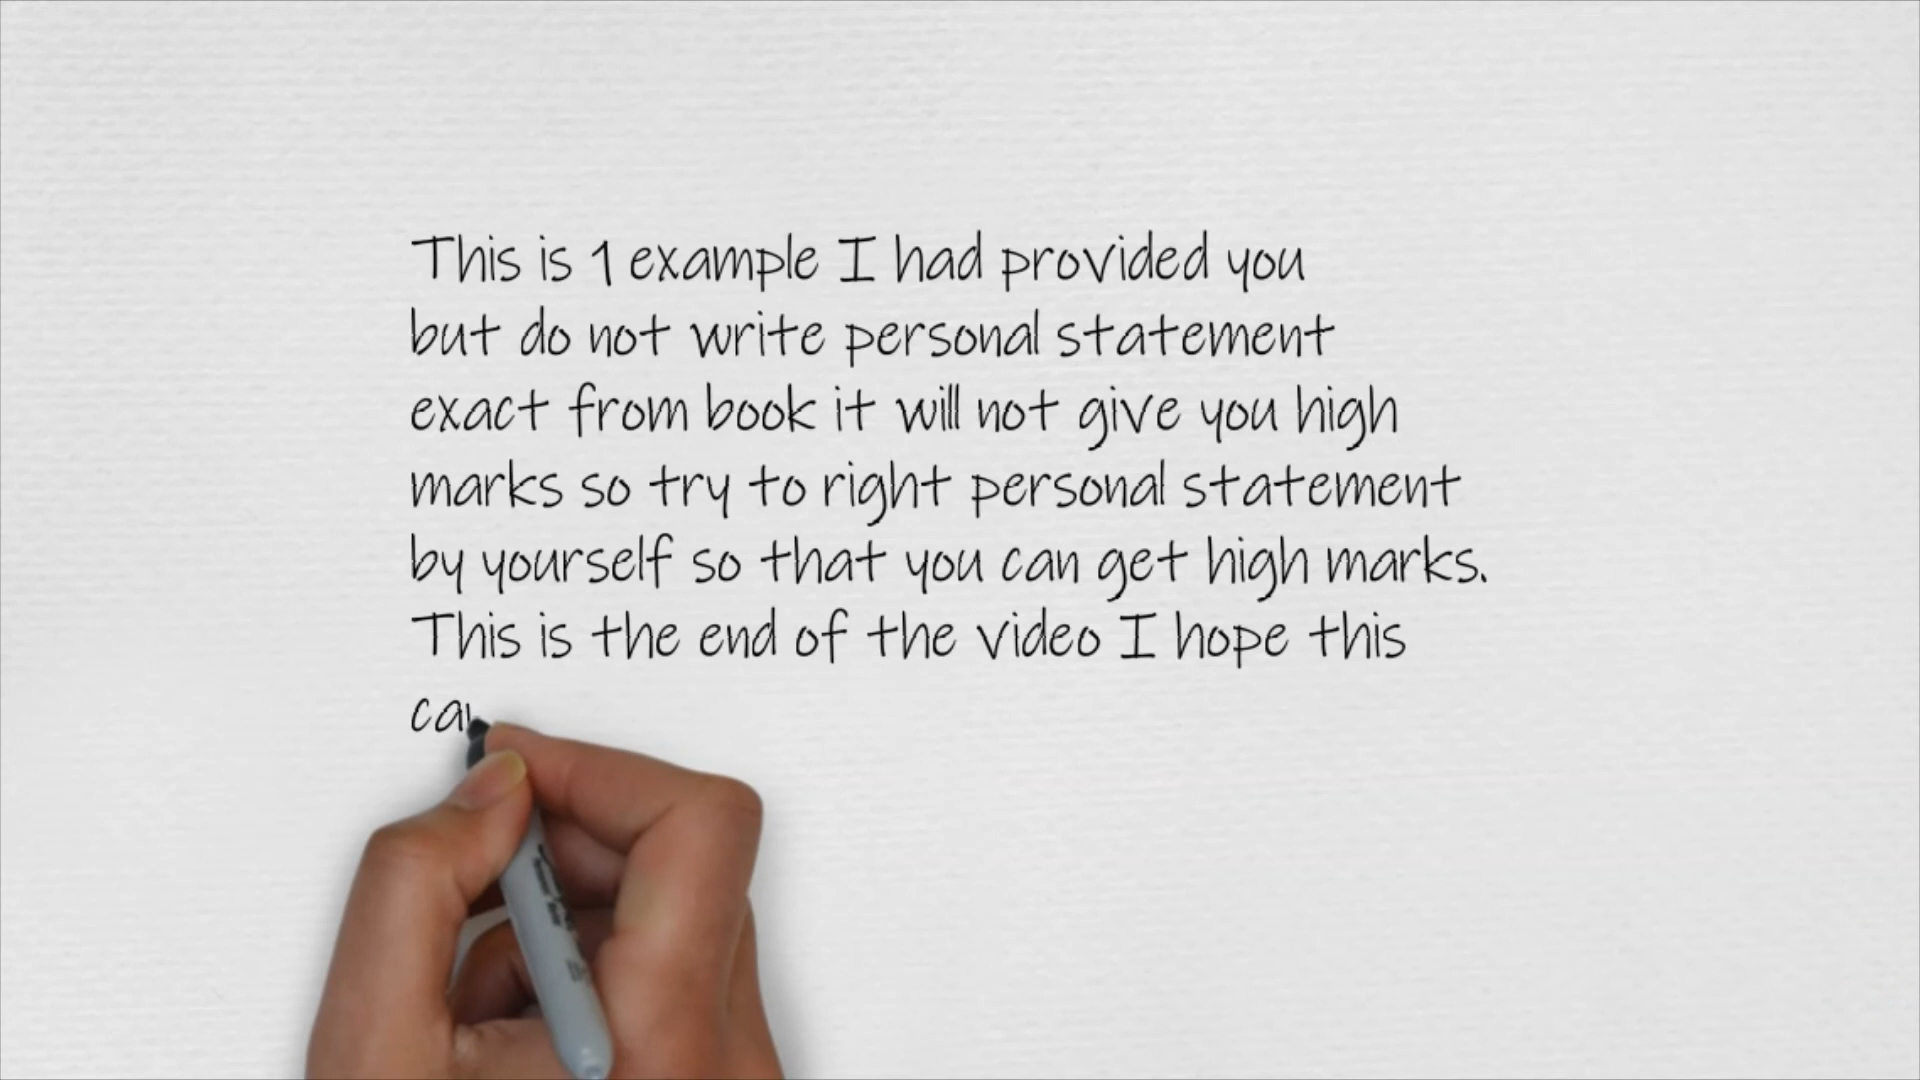 This is 1 example I had provided you
but do not write personal statement
exact from book it will not give you high
marks so try to right personal statement
by yourself so that you can get high marks.
This is the end of the video I hope this